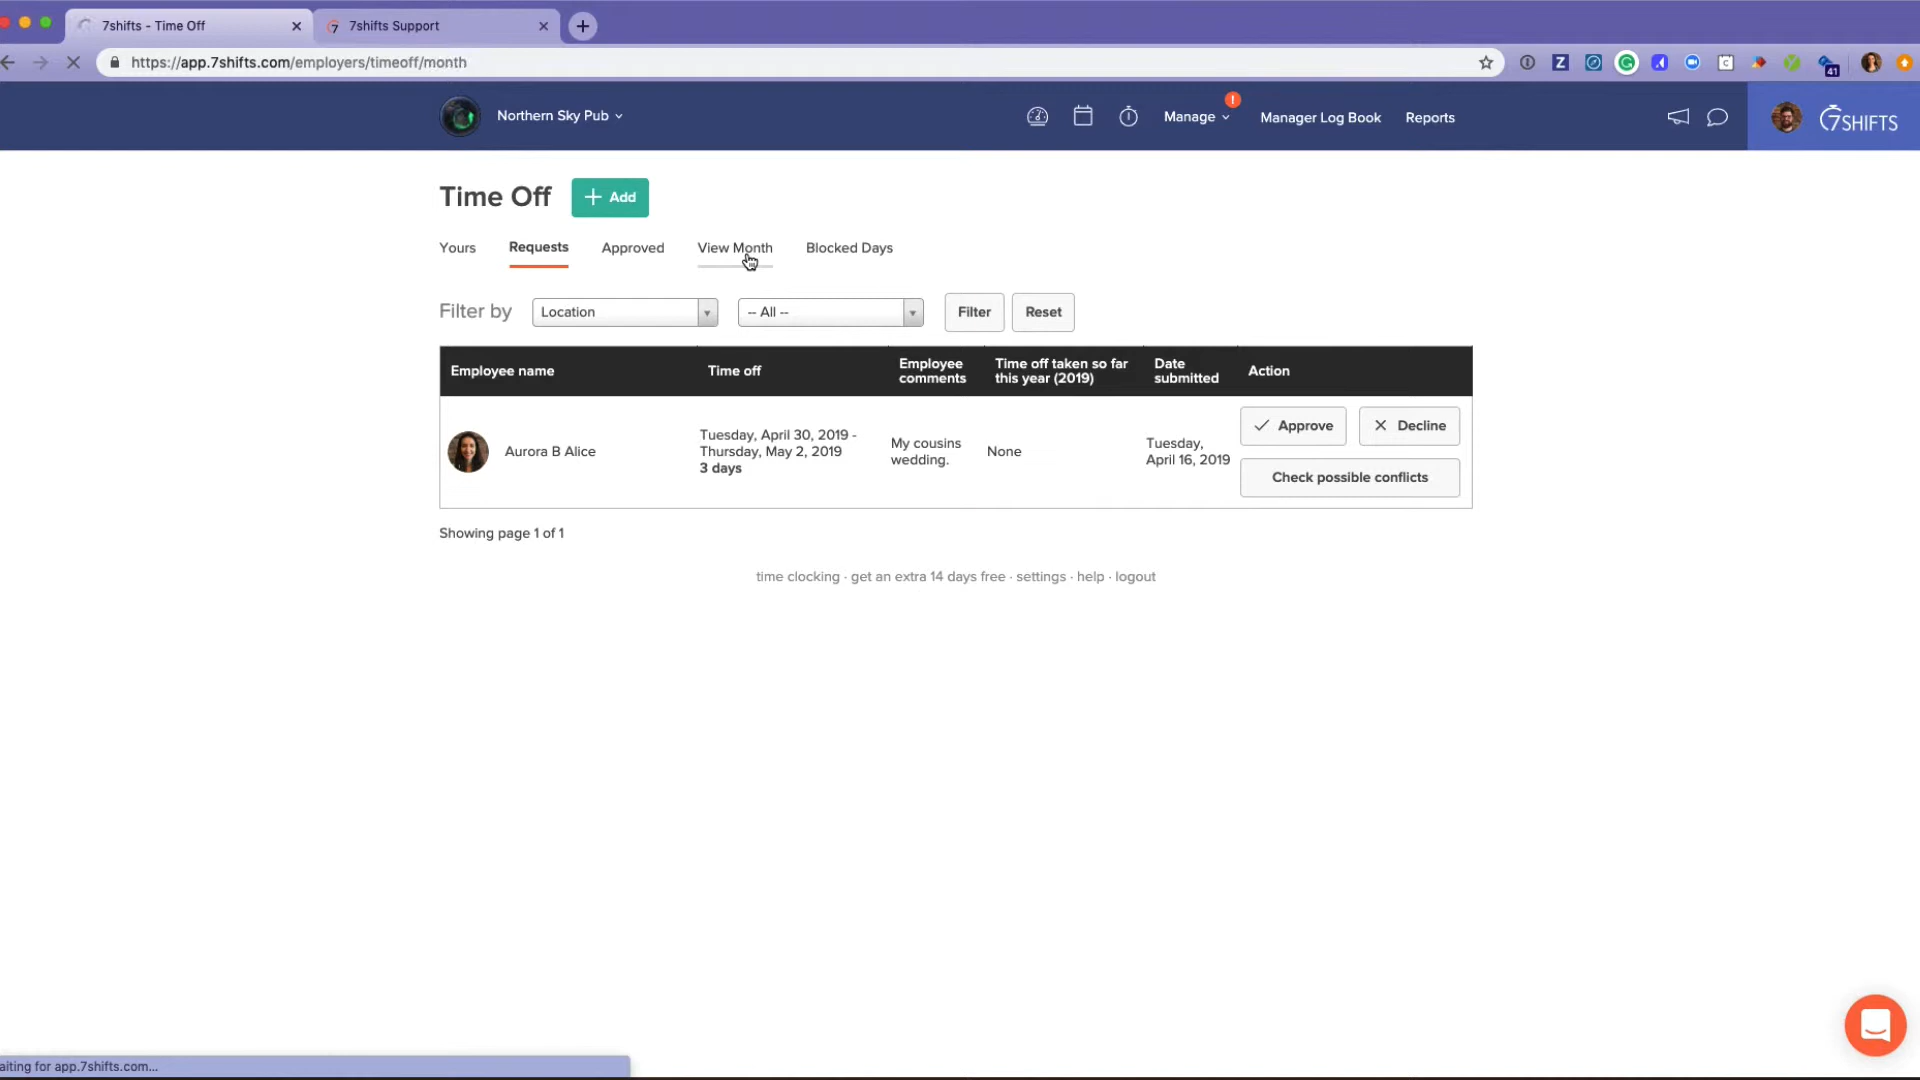 7shifts - Time Off
7shifts Support
https://app.7shifts.com/employers/timeoff/month
41
Northern Sky Pub
Manage
!
Manager Log Book
Reports
7SHIFTS
Time Off
+ Add
Yours
Requests
Approved
View Month
Blocked Days
Filter by
Location
-- All --
Filter
Reset
Employee name
Time off
Employee
comments
Time off taken so far
this year (2019)
Date
submitted
Action
Aurora B Alice
Tuesday, April 30, 2019 -
Thursday, May 2, 2019
3 days
My cousins
wedding.
None
Tuesday,
April 16, 2019
Approve
Decline
Check possible conflicts
Showing page 1 of 1
time clocking · get an extra 14 days free · settings · help · logout
aiting for app.7shifts.com...